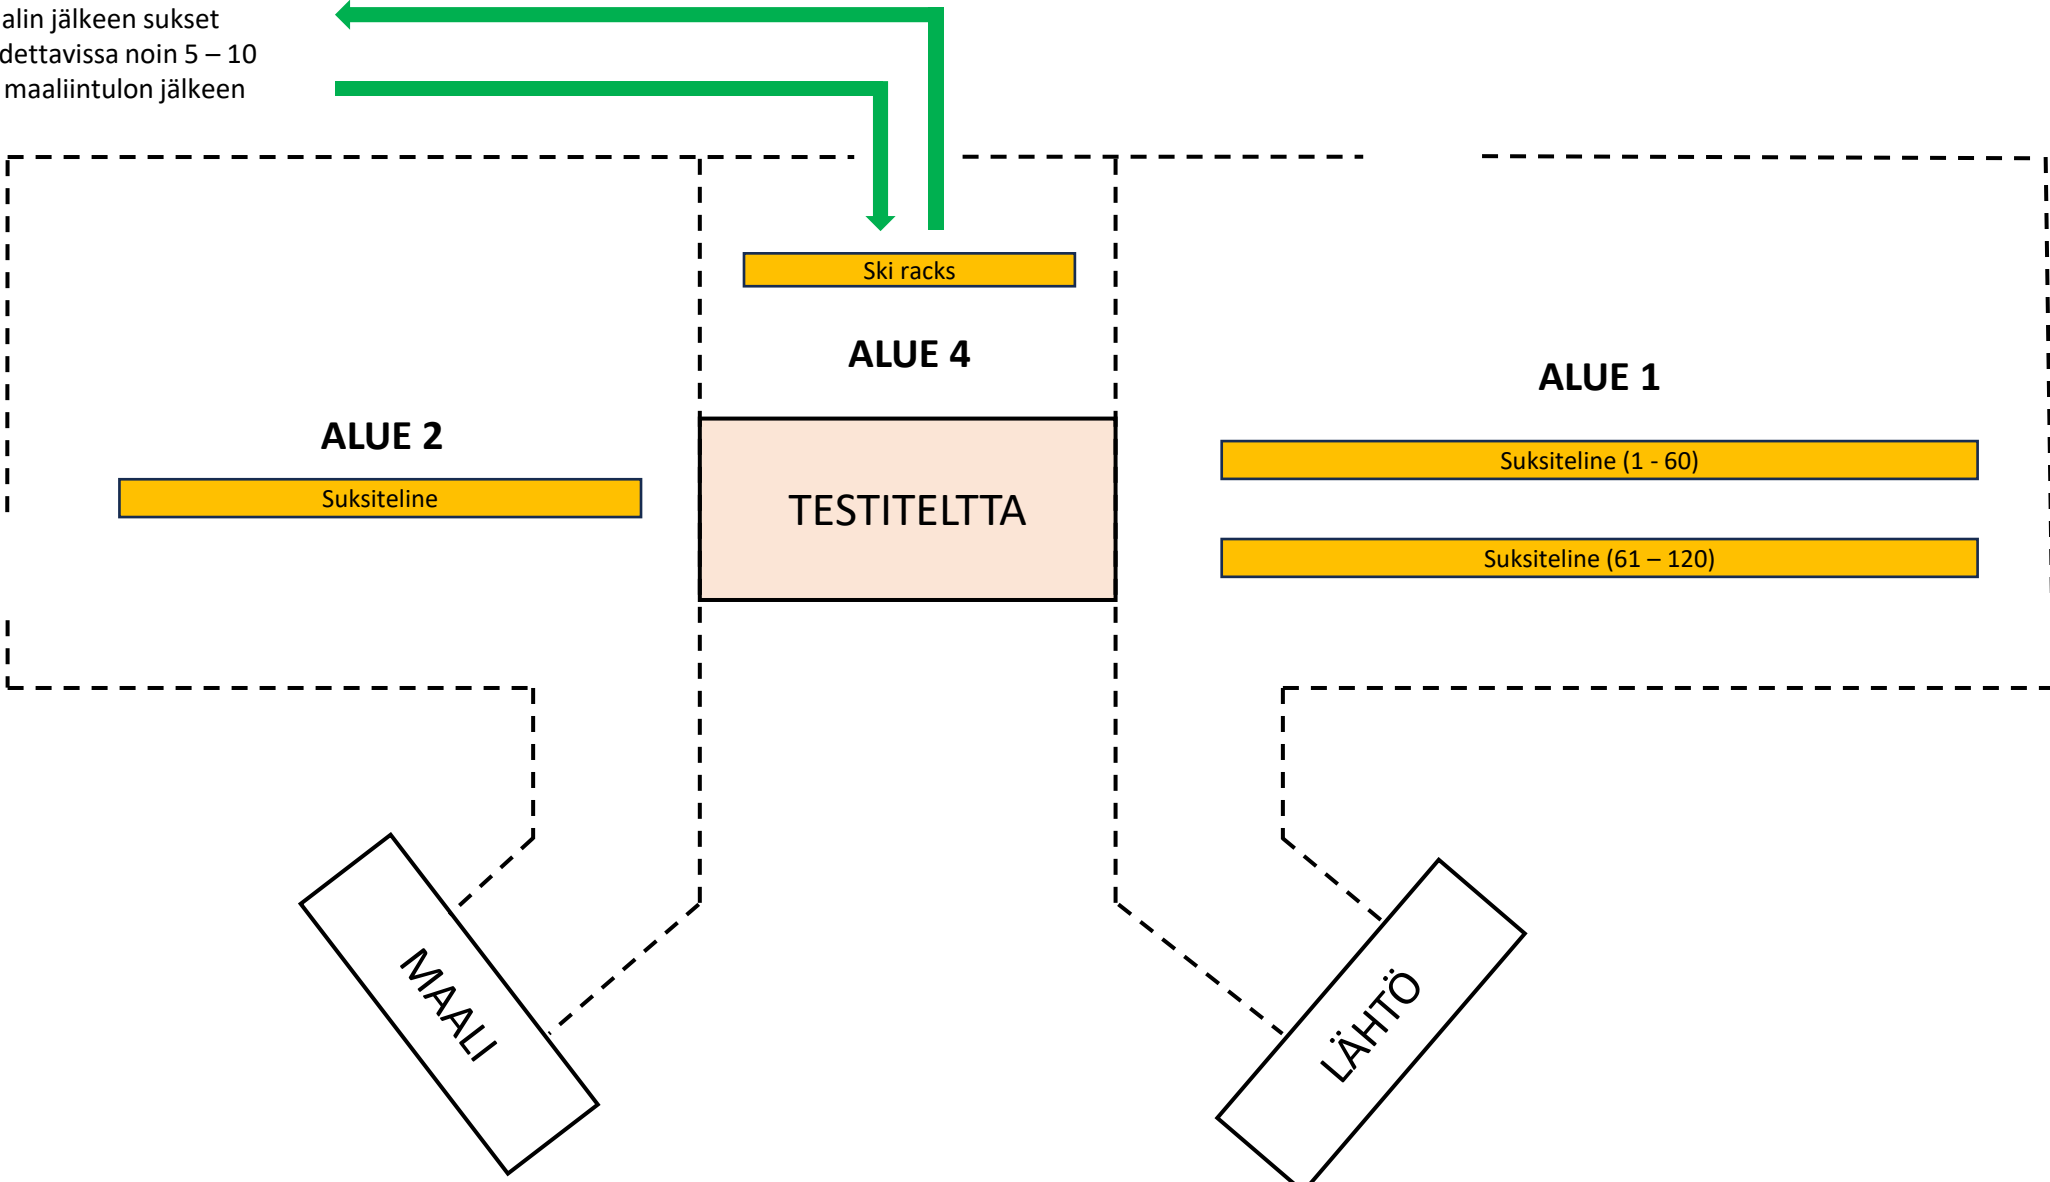 alin jälkeen sukset
dettavissa noin 5 – 10
maaliintulon jälkeen
Ski racks
ALUE 4
ALUE 1
ALUE 2
Suksiteline (1 - 60)
Suksiteline
TESTITELTTA
Suksiteline (61 – 120)
MAALI
LÄHTÖ